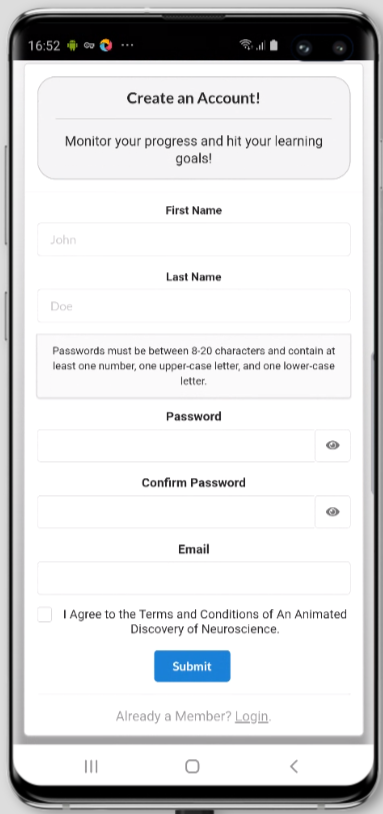 16:52
Create an Account!
Monitor your progress and hit your learning
goals!
First Name
John
Last Name
Doe
Passwords must be between 8-20 characters and contain at
least one number, one upper-case letter, and one lower-case
letter.
Password
Confirm Password
Email
I Agree to the Terms and Conditions of An Animated
Discovery of Neuroscience.
Submit
Already a Member? Login.